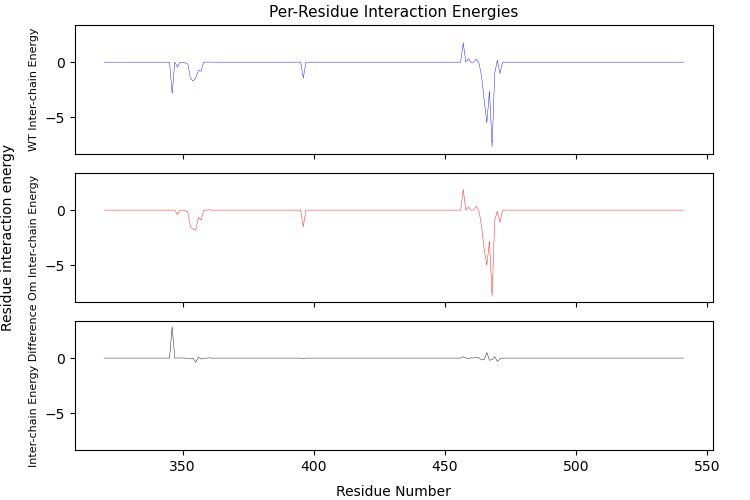 Per-Residue Interaction Energies
Residue interaction energy
WT Inter-chain Energy
0
−5
Om Inter-chain Energy
0
−5
Inter-chain Energy Difference
0
−5
350
400
450
500
550
Residue Number